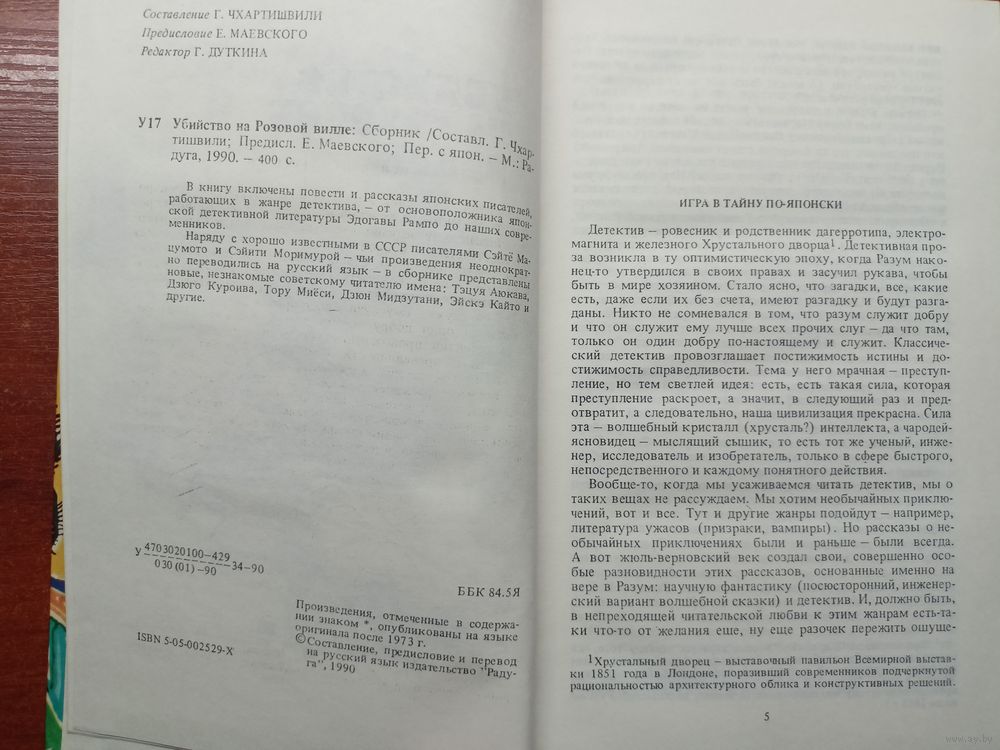 Составление Г. ЧХАРТИШВИЛИ
Предисловие Е. МАЕВСКОГО
Редактор Г. ДУТКИНА
У17 Убийство на Розовой вилле: Сборник /Составл. Г. Чхар-
тишвили; Предисл. Е. Маевского; Пер. с япон. – М.: Ра-
дуга, 1990. – 400 с.
В книгу включены повести и рассказы японских писателей,
работающих в жанре детектива, – от основоположника япон-
ской детективной литературы Эдогавы Рампо до наших совре-
менников.
Наряду с хорошо известными в СССР писателями Сэйтё Ма-
цумото и Сэйити Моримурой – чьи произведения неоднократ-
но переводились на русский язык – в сборнике представлены
новые, незнакомые советскому читателю имена: Тэцуя Аюкава,
Дзюго Куроива, Тору Миёси, Дзюн Мидзутани, Эйскэ Кайто и
другие.
У 4703020100–429
030(01)–90
34–90
ББК 84.5Я
Произведения, отмеченные в содержа-
нии знаком *, опубликованы на языке
оригинала после 1973 г.
©Составление, предисловие и перевод
на русский язык издательство "Раду-
га", 1990
ISBN 5-05-002529-X
ИГРА В ТАЙНУ ПО-ЯПОНСКИ
Детектив – ровесник и родственник дагерротипа, электро-
магнита и железного Хрустального дворца1. Детективная про-
за возникла в ту оптимистическую эпоху, когда Разум нако-
нец-то утвердился в своих правах и засучил рукава, чтобы
быть в мире хозяином. Стало ясно, что загадки, все, какие
есть, даже если их без счета, имеют разгадку и будут разга-
даны. Никто не сомневался в том, что разум служит добру
и что он служит ему лучше всех прочих слуг – да что там,
только он один добру по-настоящему и служит. Классиче-
ский детектив провозглашает постижимость истины и до-
стижимость справедливости. Тема у него мрачная – преступ-
ление, но тем светлей идея: есть, есть такая сила, которая
преступление раскроет, а значит, в следующий раз и пред-
отвратит, а следовательно, наша цивилизация прекрасна. Сила
эта – волшебный кристалл (хрусталь?) интеллекта, а чародей-
ясновидец – мыслящий сыщик, то есть тот же ученый, инже-
нер, исследователь и изобретатель, только в сфере быстрого,
непосредственного и каждому понятного действия.
Вообще-то, когда мы усаживаемся читать детектив, мы о
таких вещах не рассуждаем. Мы хотим необычайных приклю-
чений, вот и все. Тут и другие жанры подойдут – например,
литература ужасов (призраки, вампиры). Но рассказы о не-
обычайных приключениях были и раньше – были всегда.
А вот жюль-верновский век создал свои, совершенно осо-
бые разновидности этих рассказов, основанные именно на
вере в Разум: научную фантастику (посюсторонний, инженер-
ский вариант волшебной сказки) и детектив. И, должно быть,
в непреходящей читательской любви к этим жанрам есть-та-
ки что-то от желания еще, ну еще разочек пережить ощуще-
1Хрустальный дворец – выставочный павильон Всемирной выстав-
ки 1851 года в Лондоне, поразивший современников подчеркнутой
рациональностью архитектурного облика и конструктивных решений.
5
www.ay.by